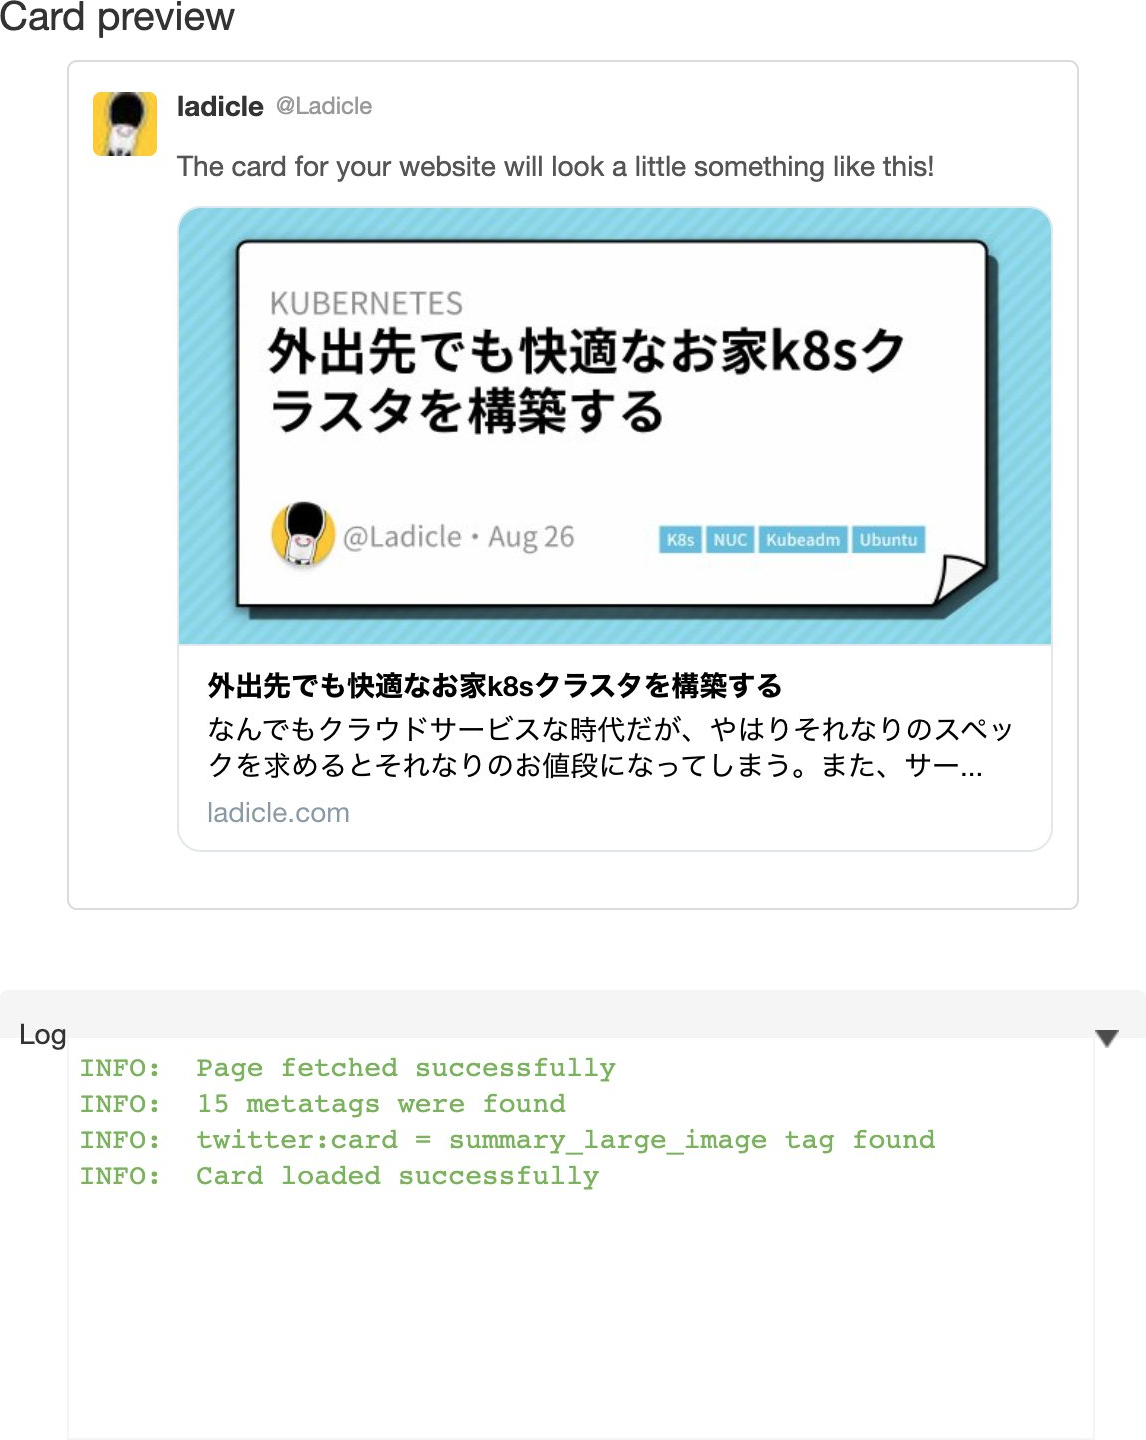 Card preview
ladicle @Ladicle
The card for your website will look a little something like this!
KUBERNETES
外出先でも快適なお家k8sク
ラスタを構築する
@Ladicle・Aug 26
K8s NUC Kubeadm Ubuntu
外出先でも快適なお家k8sクラスタを構築する
なんでもクラウドサービスな時代だが、やはりそれなりのスペッ
クを求めるとそれなりのお値段になってしまう。また、サー...
ladicle.com
Log
INFO: Page fetched successfully
INFO: 15 metatags were found
INFO: twitter:card = summary_large_image tag found
INFO: Card loaded successfully